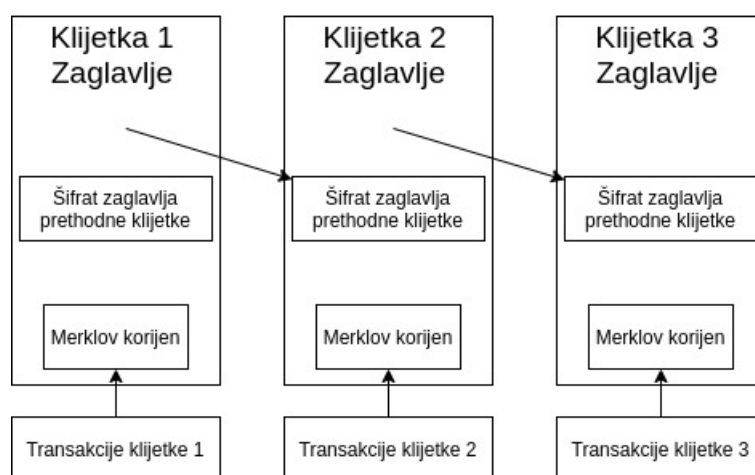 Klijetka 1
Zaglavlje
Šifrat zaglavlja
prethodne klijetke
Merklov korijen
Transakcije klijetke 1
Klijetka 2
Zaglavlje
Šifrat zaglavlja
prethodne klijetke
Merklov korijen
Transakcije klijetke 2
Klijetka 3
Zaglavlje
Šifrat zaglavlja
prethodne klijetke
Merklov korijen
Transakcije klijetke 3